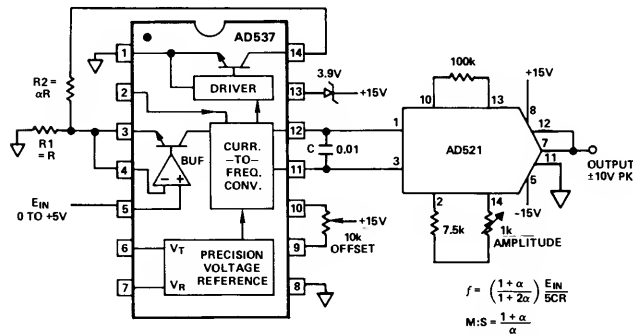 AD537
1
14
R2 =
αR
DRIVER
3.9V
2
13
+15V
R1
= R
3
12
BUF
CURR.
–TO–
FREQ.
CONV.
C
0.01
4
11
− +
E_IN
0 TO +5V
5
10
+15V
10k
OFFSET
6
V_T
PRECISION
VOLTAGE
REFERENCE
9
7
V_R
8
100k
10
13
+15V
8
1
12
AD521
7
OUTPUT
±10V PK
11
3
5
-15V
2
14
7.5k
1k
AMPLITUDE
f = ((1 + α) / (1 + 2α)) E_IN / 5CR
M:S = (1 + α) / α